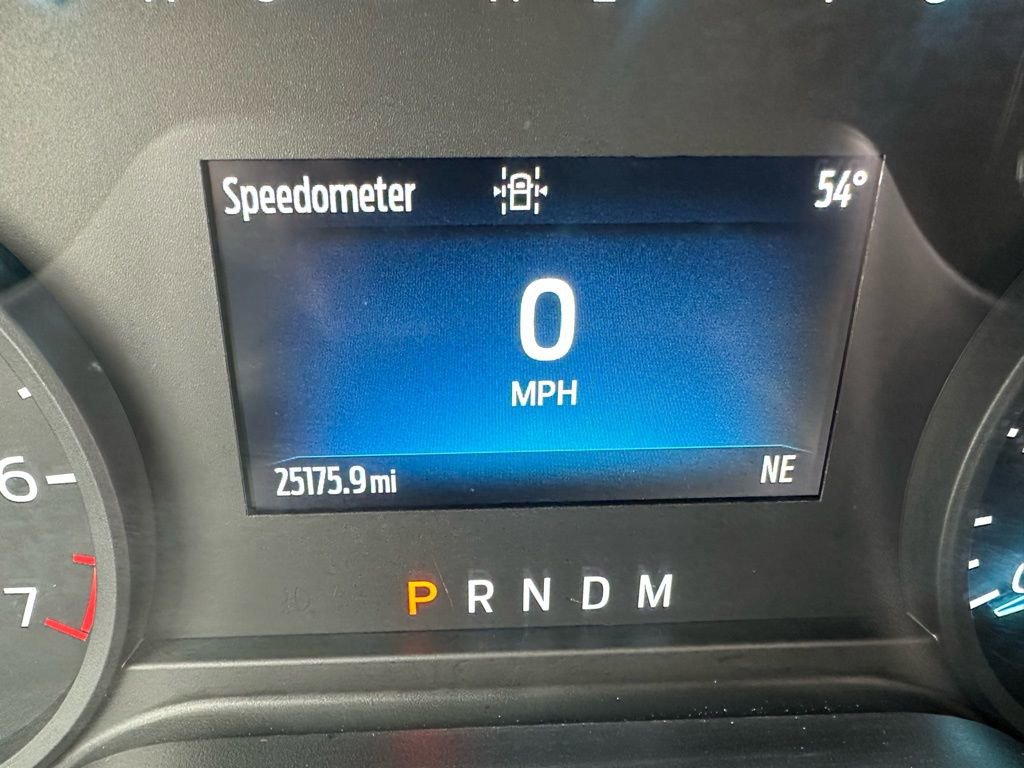 Speedometer 54°
0
MPH
25175.9 mi NE
6
7
P R N D M